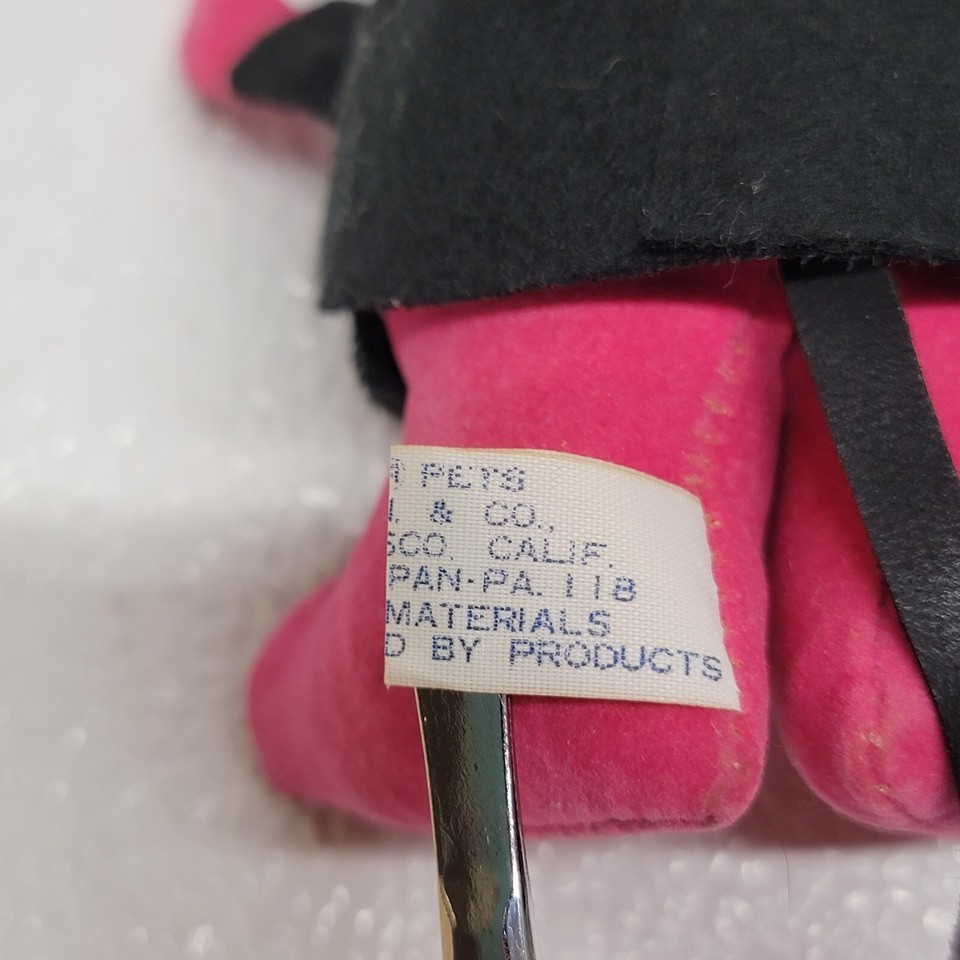 ® PETS
. & CO.,
SCO. CALIF.
PAN-PA. 118
MATERIALS
D BY PRODUCTS